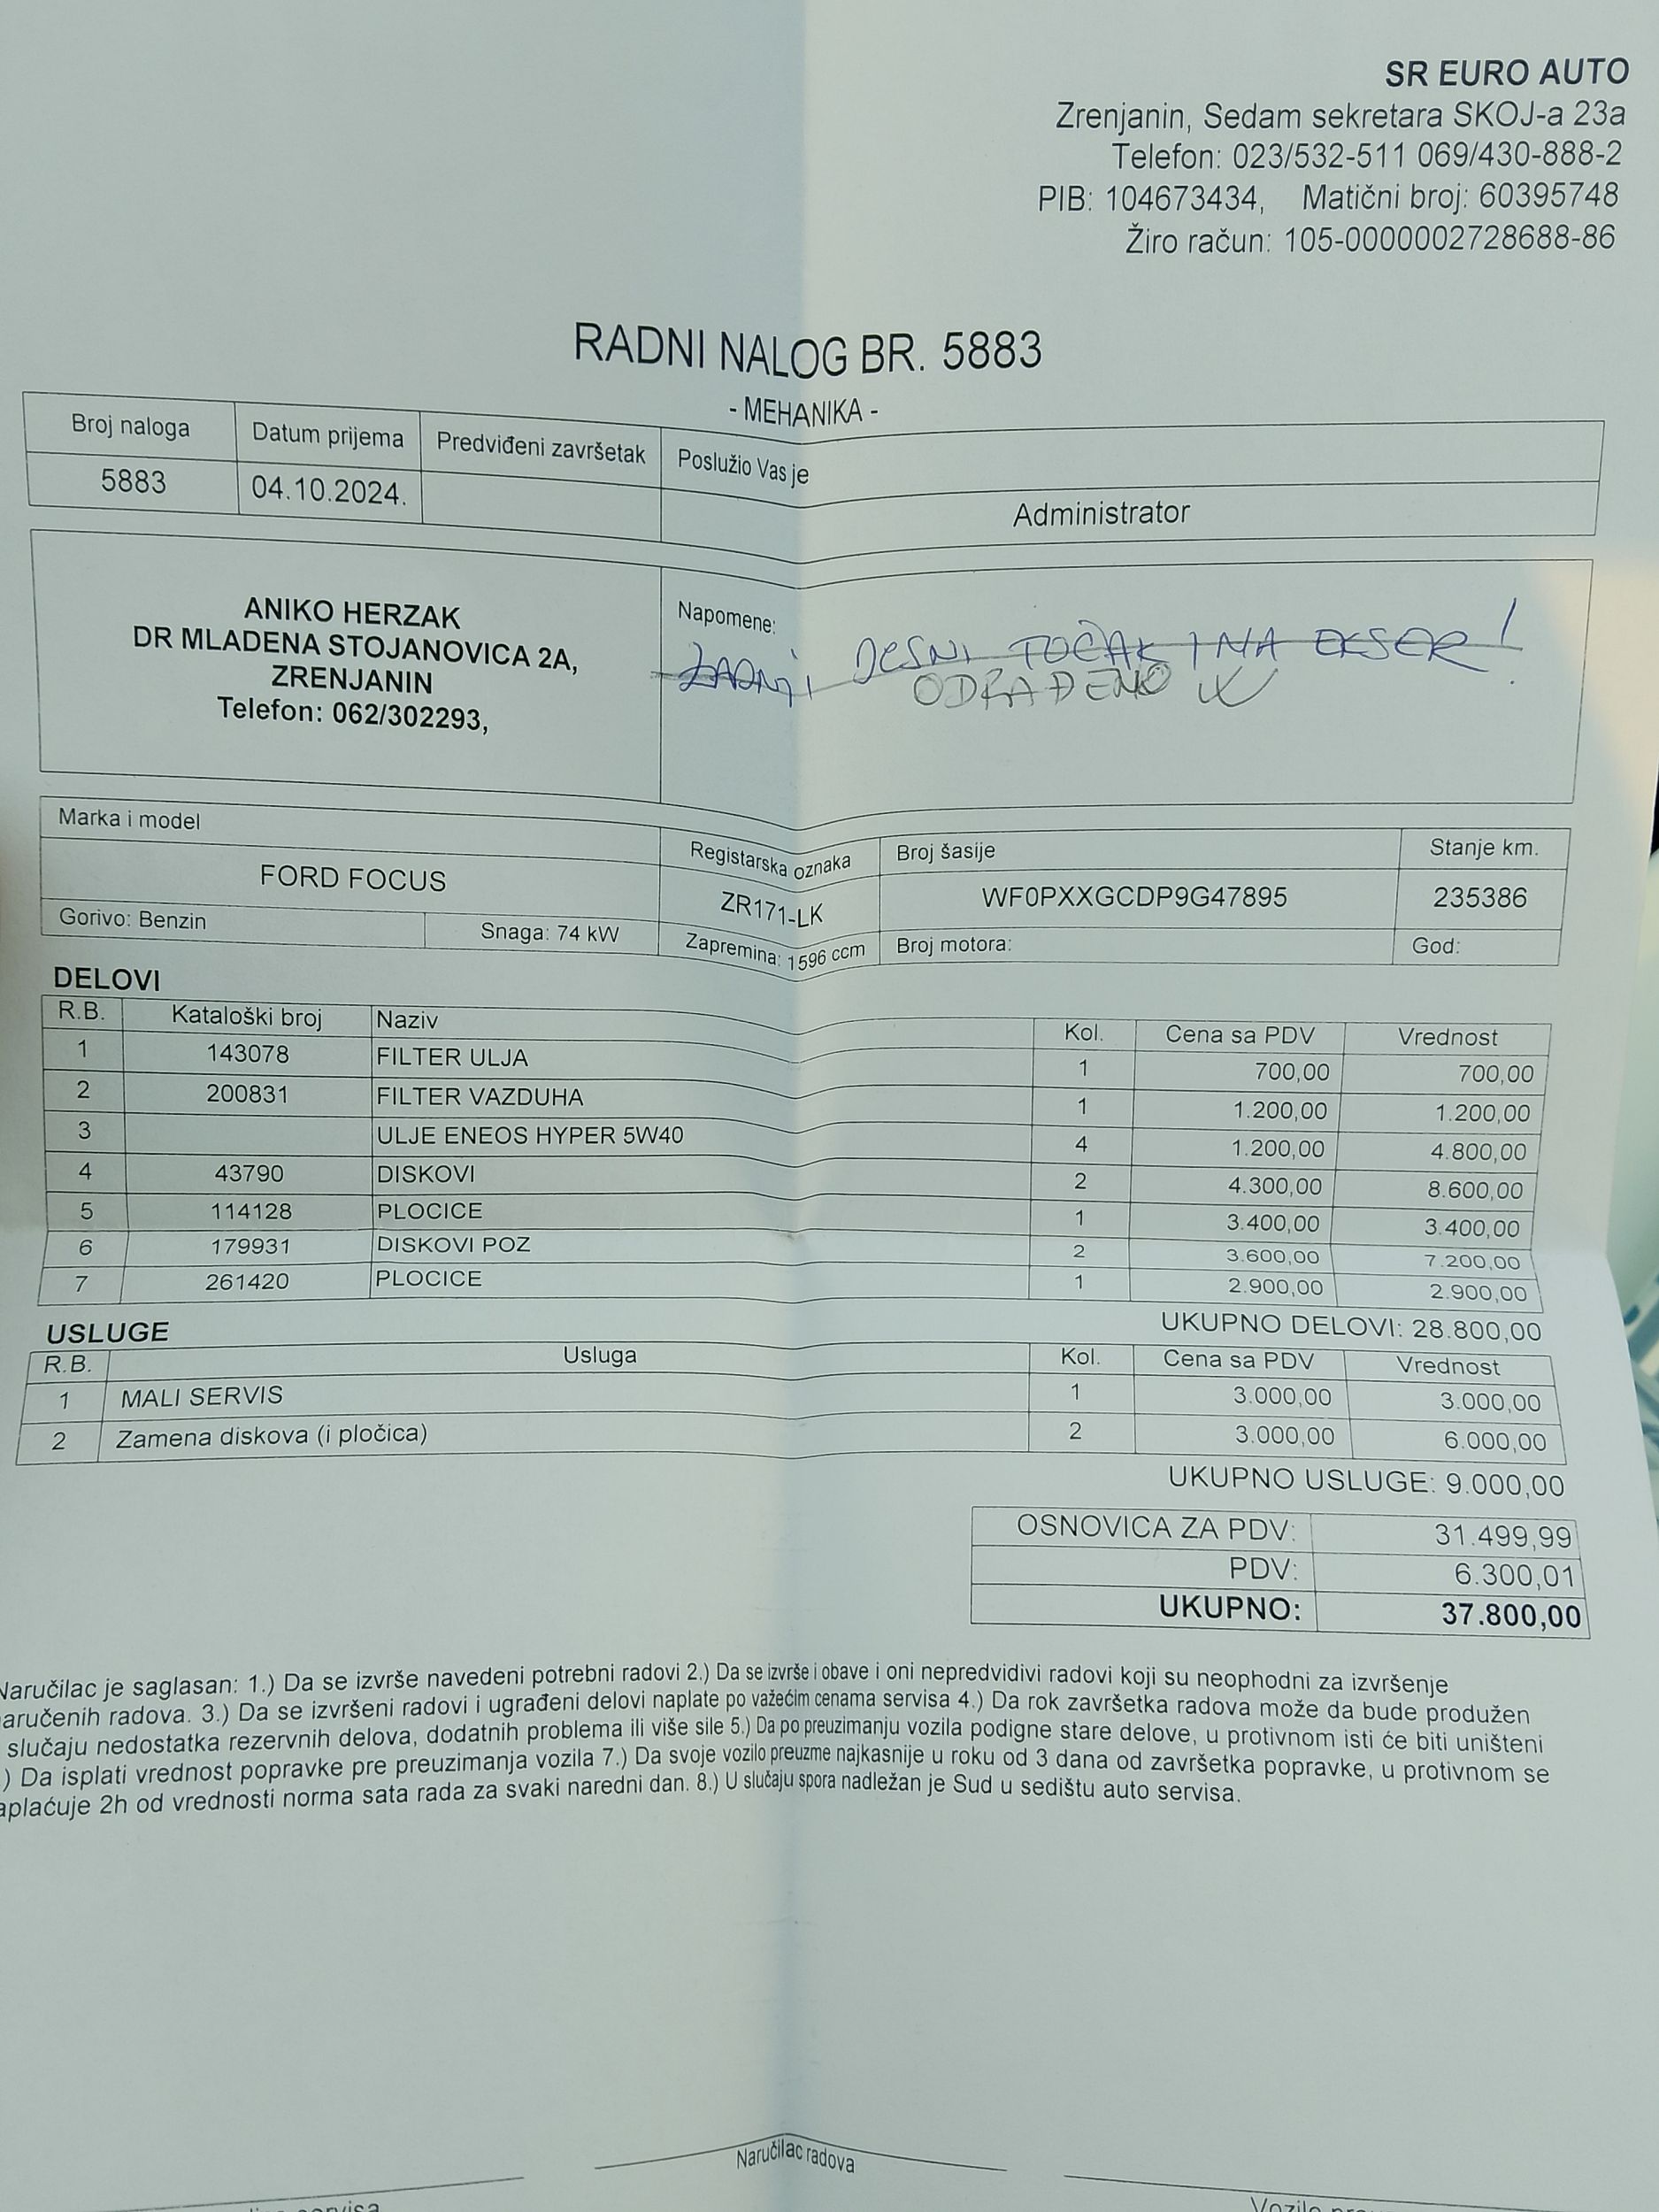 SR EURO AUTO
Zrenjanin, Sedam sekretara SKOJ-a 23a
Telefon: 023/532-511 069/430-888-2
PIB: 104673434, Matični broj: 60395748
Žiro račun: 105-0000002728688-86
RADNI NALOG BR. 5883
- MEHANIKA -
Broj naloga Datum prijema Predviđeni završetak Poslužio Vas je
5883 04.10.2024. Administrator
ANIKO HERZAK
DR MLADENA STOJANOVICA 2A,
ZRENJANIN
Telefon: 062/302293,
Napomene:
ZADNJI DESNI TOČAK IMA EKSER!
ODRAĐENO
Marka i model Registarska oznaka Broj šasije Stanje km.
FORD FOCUS ZR171-LK WF0PXXGCDP9G47895 235386
Gorivo: Benzin Snaga: 74 kW Zapremina: 1596 ccm Broj motora: God:
DELOVI
R.B. Kataloški broj Naziv Kol. Cena sa PDV Vrednost
1 143078 FILTER ULJA 1 700,00 700,00
2 200831 FILTER VAZDUHA 1 1.200,00 1.200,00
3 ULJE ENEOS HYPER 5W40 4 1.200,00 4.800,00
4 43790 DISKOVI 2 4.300,00 8.600,00
5 114128 PLOCICE 1 3.400,00 3.400,00
6 179931 DISKOVI POZ 2 3.600,00 7.200,00
7 261420 PLOCICE 1 2.900,00 2.900,00
UKUPNO DELOVI: 28.800,00
USLUGE
R.B. Usluga Kol. Cena sa PDV Vrednost
1 MALI SERVIS 1 3.000,00 3.000,00
2 Zamena diskova (i pločica) 2 3.000,00 6.000,00
UKUPNO USLUGE: 9.000,00
OSNOVICA ZA PDV: 31.499,99
PDV: 6.300,01
UKUPNO: 37.800,00
Naručilac je saglasan: 1.) Da se izvrše navedeni potrebni radovi 2.) Da se izvrše i obave i oni nepredvidivi radovi koji su neophodni za izvršenje
aručenih radova. 3.) Da se izvršeni radovi i ugrađeni delovi naplate po važećim cenama servisa 4.) Da rok završetka radova može da bude produžen
slučaju nedostatka rezervnih delova, dodatnih problema ili više sile 5.) Da po preuzimanju vozila podigne stare delove, u protivnom isti će biti uništeni
) Da isplati vrednost popravke pre preuzimanja vozila 7.) Da svoje vozilo preuzme najkasnije u roku od 3 dana od završetka popravke, u protivnom se
aplaćuje 2h od vrednosti norma sata rada za svaki naredni dan. 8.) U slučaju spora nadležan je Sud u sedištu auto servisa.
Naručilac radova
servisa Vozilo